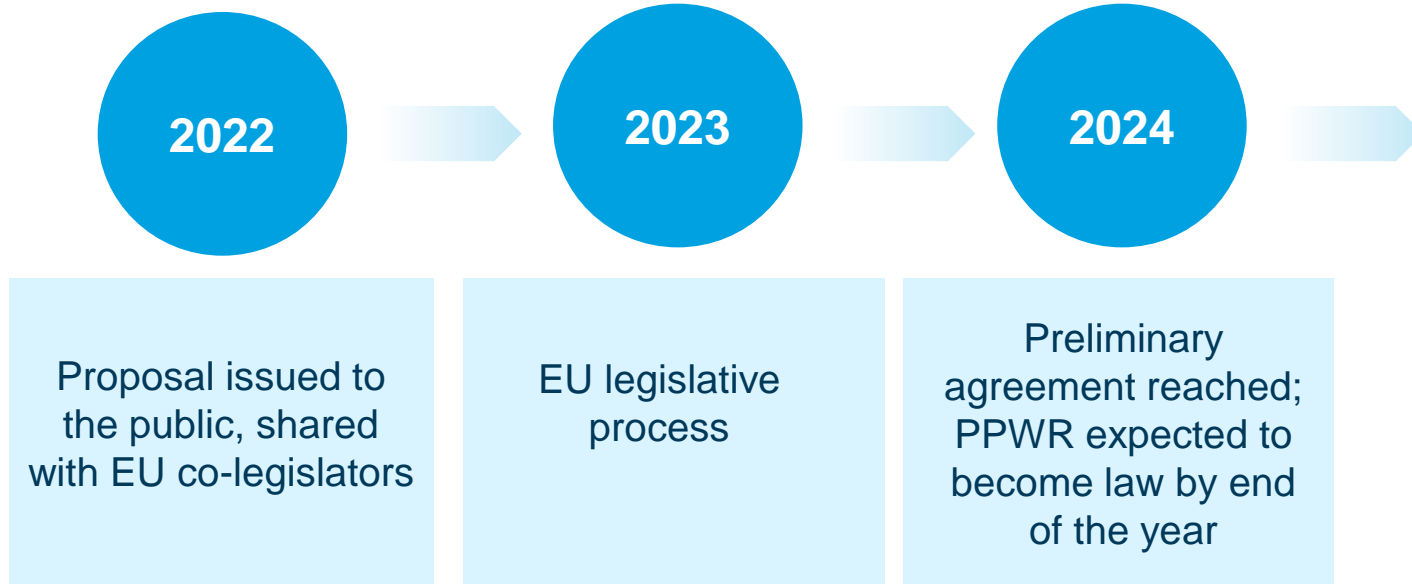 2022
2023
2024
Proposal issued to
the public, shared
with EU co-legislators
EU legislative
process
Preliminary
agreement reached;
PPWR expected to
become law by end
of the year